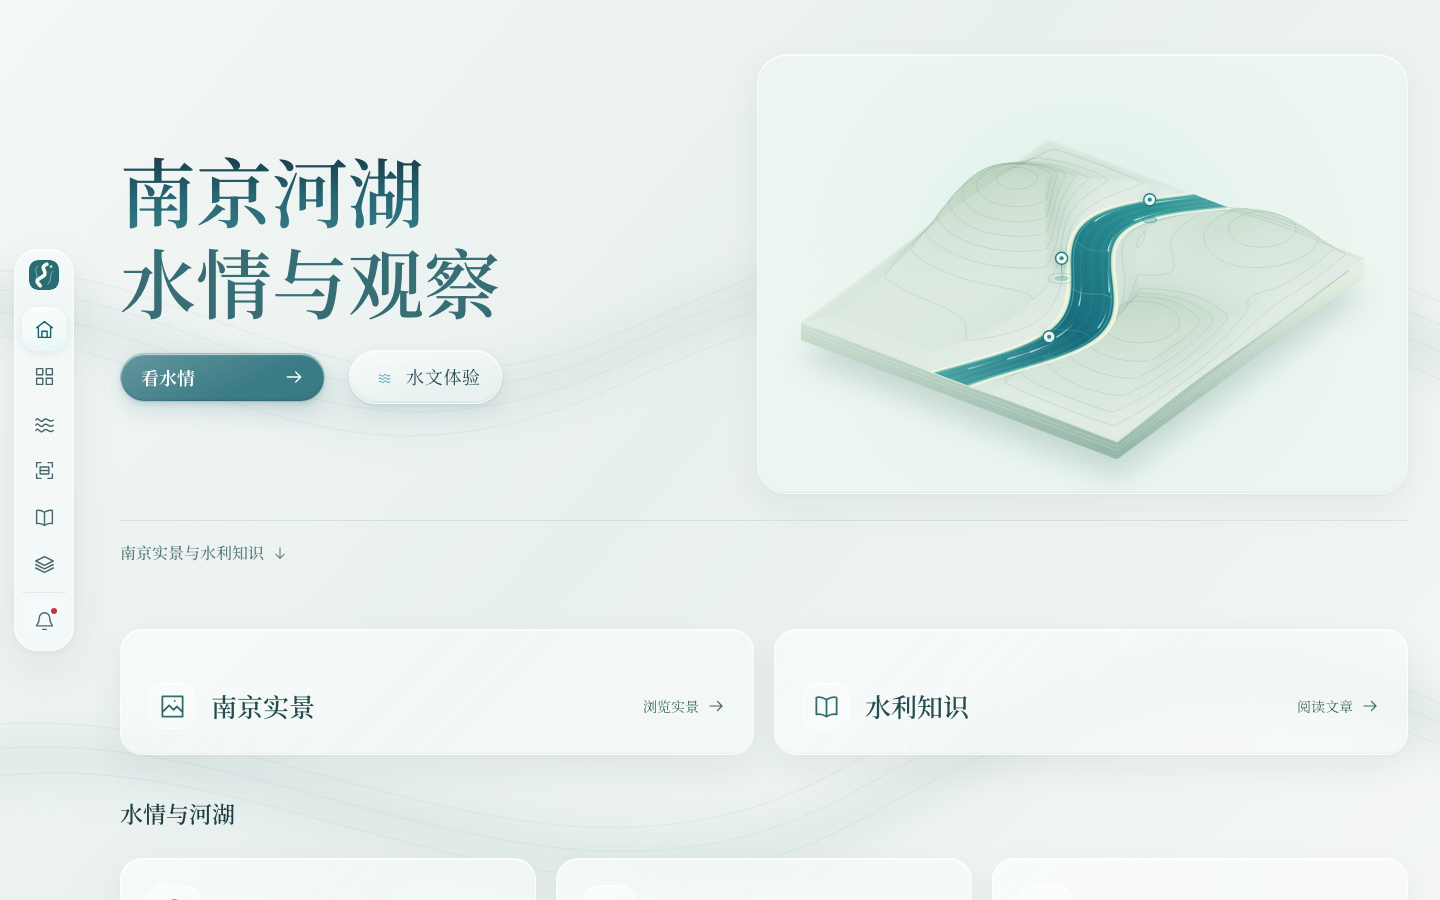 南京河湖
水情与观察
看水情
水文体验
南京实景与水利知识
南京实景
浏览实景
水利知识
阅读文章
水情与河湖